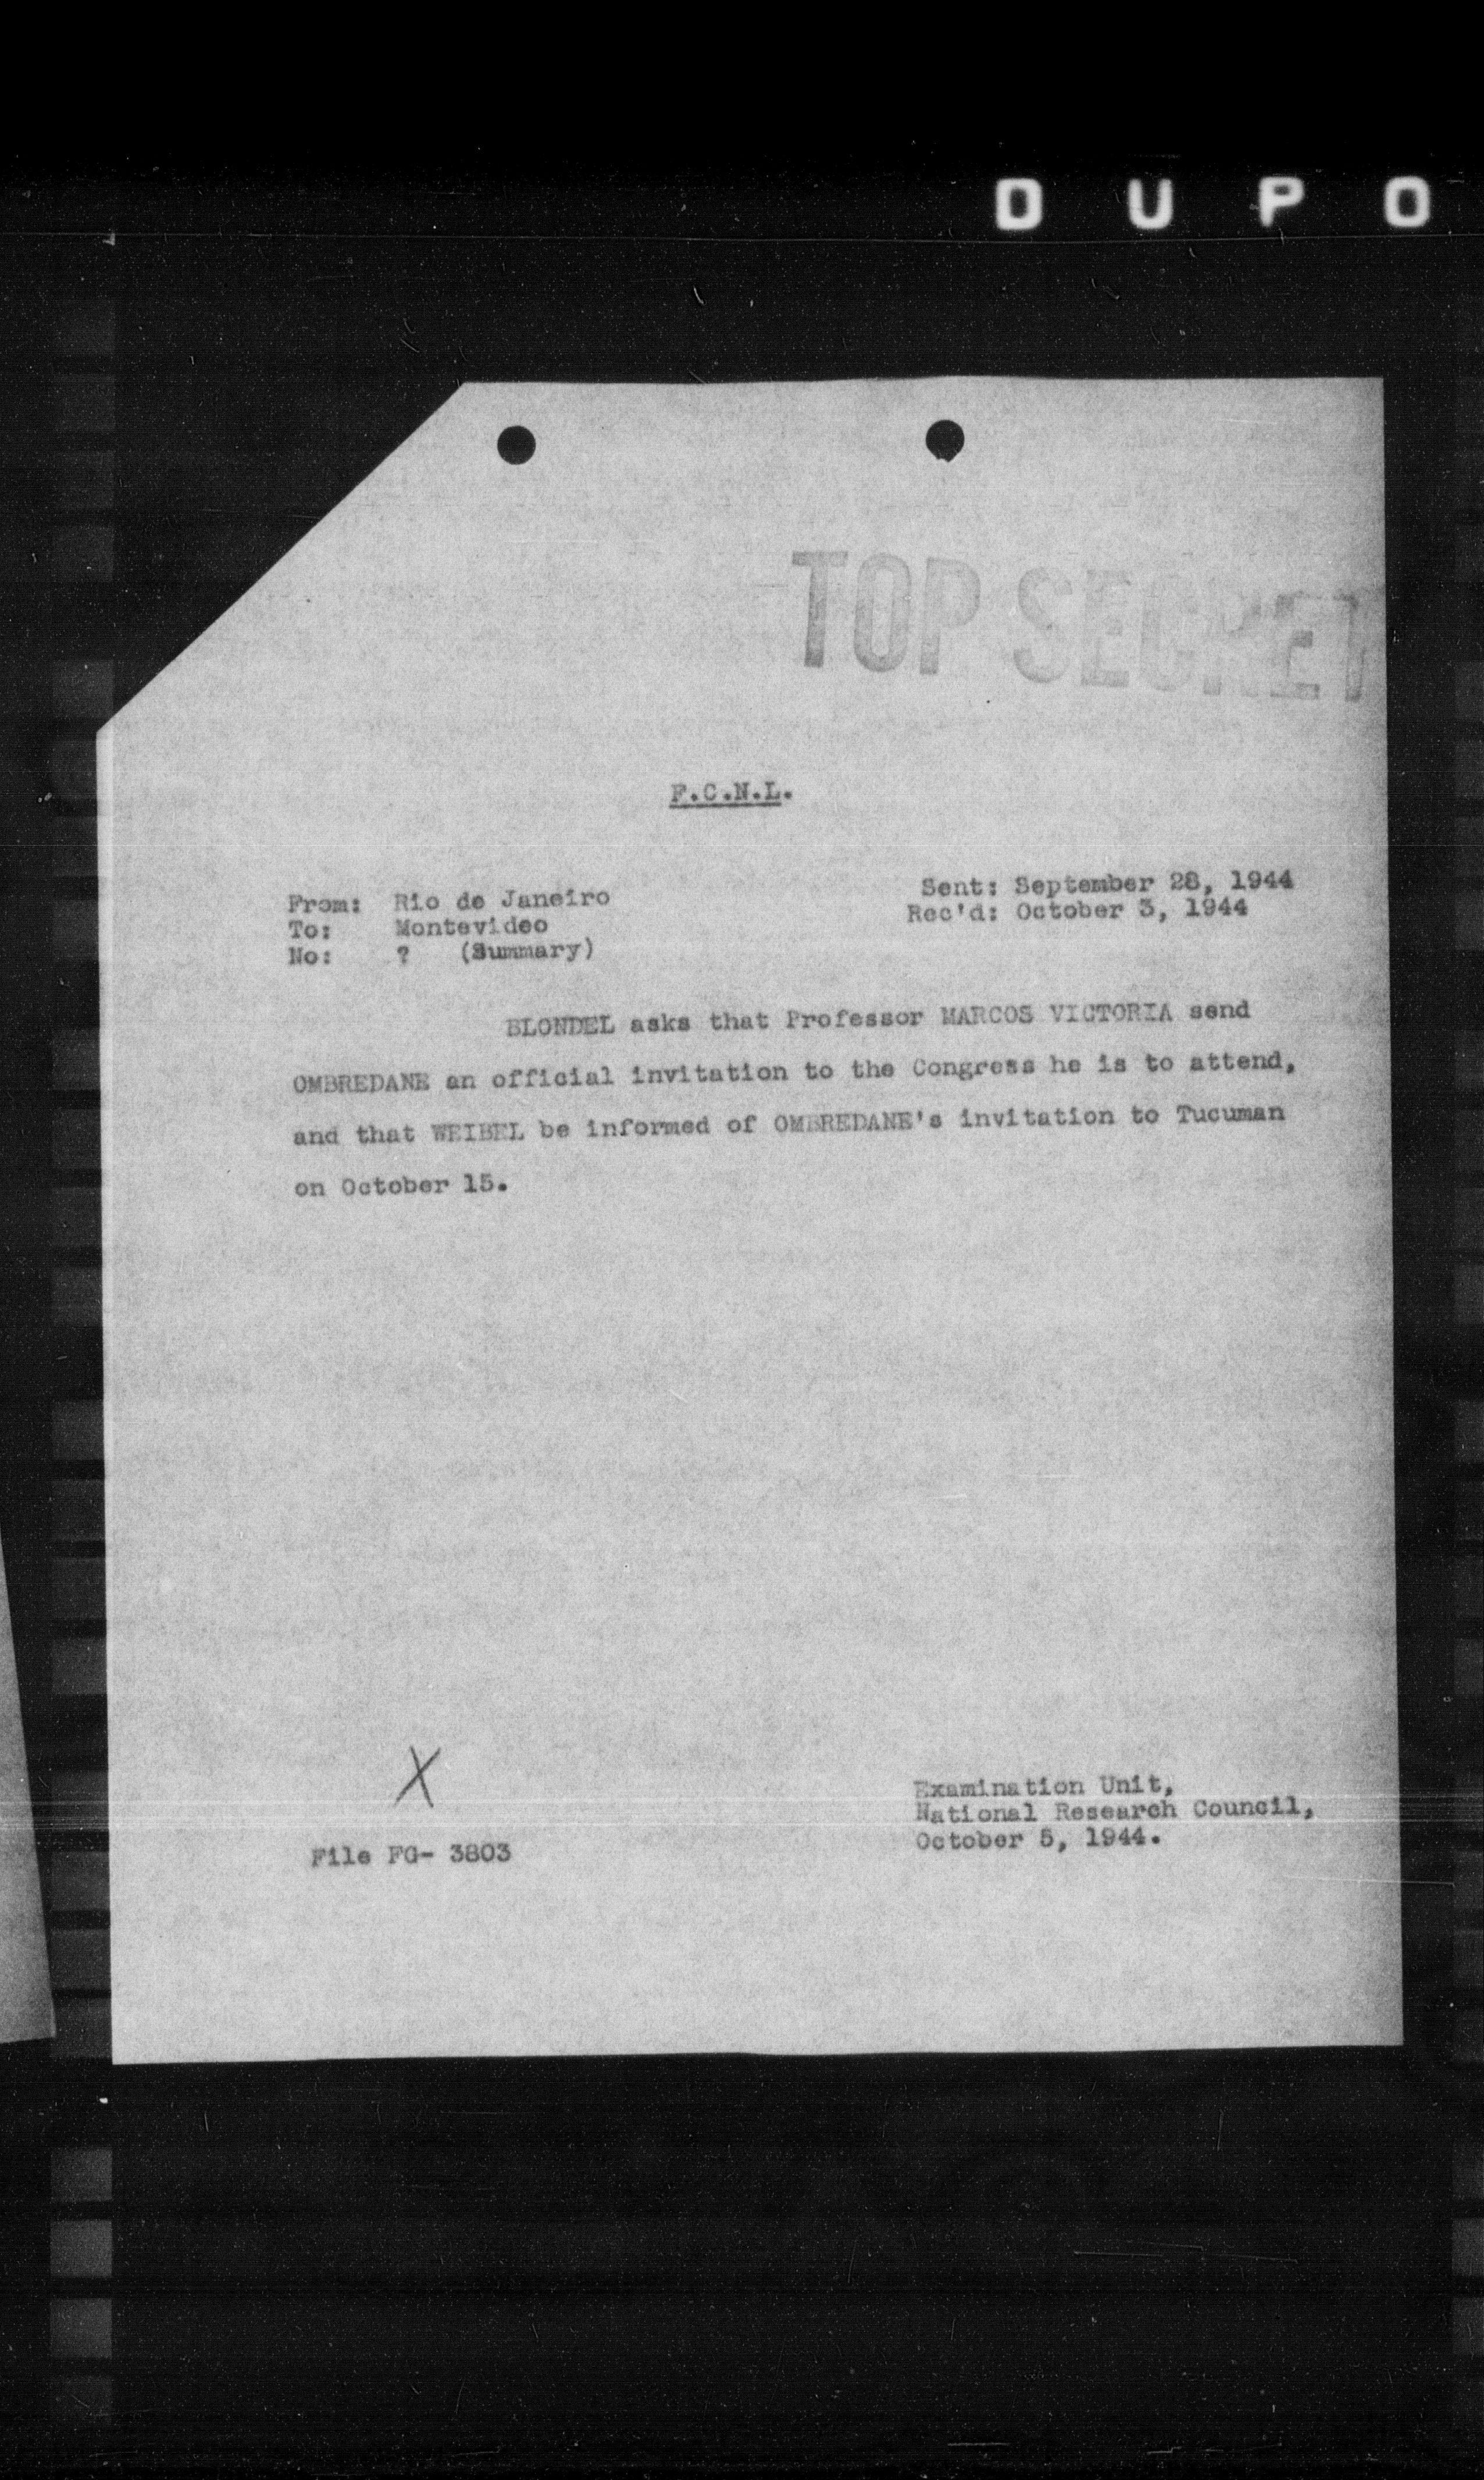 DUPO
TOP SECRET
F.C.N.L.
From: Rio de Janeiro
To: Montevideo
No: ? (Summary)
Sent: September 28, 1944
Rec'd: October 3, 1944
BLONDEL asks that Professor MARCOS VICTORIA send
OMBREDANE an official invitation to the Congress he is to attend,
and that WEIBEL be informed of OMBREDANE's invitation to Tucuman
on October 15.
X
File FG- 3803
Examination Unit,
National Research Council,
October 5, 1944.